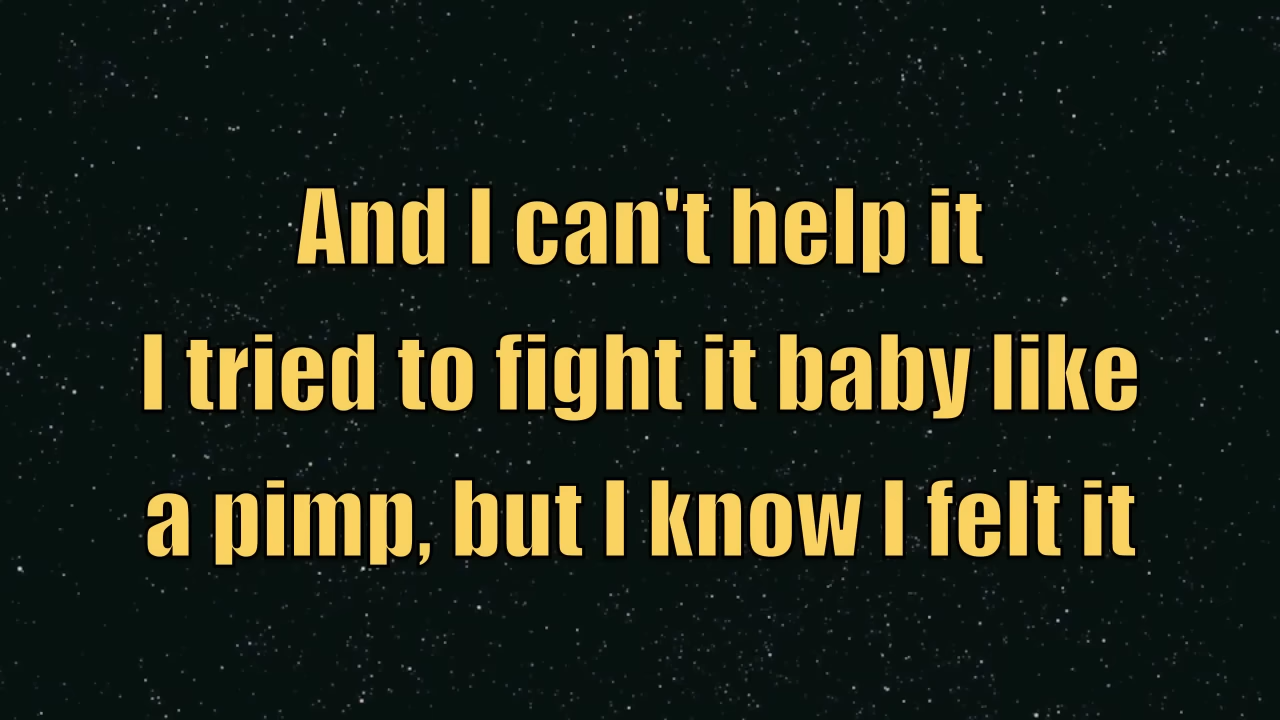 And I can't help it
I tried to fight it baby like
a pimp, but I know I felt it